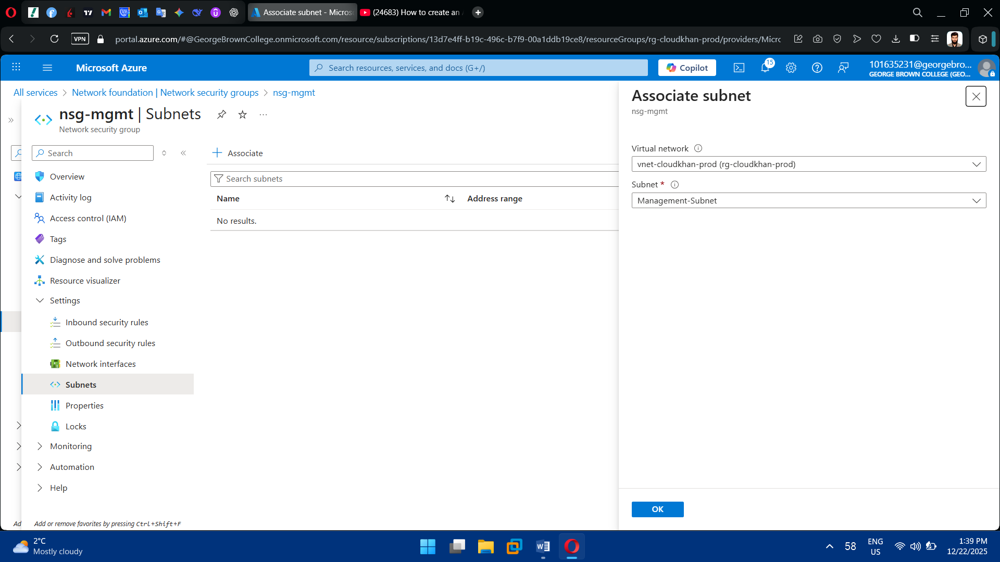 Associate subnet - Micros
(24683) How to create an
VPN
portal.azure.com/#@GeorgeBrownCollege.onmicrosoft.com/resource/subscriptions/13d7e4ff-b19c-496c-b7f9-00a1ddb19ce8/resourceGroups/rg-cloudkhan-prod/providers/Micro
Microsoft Azure
Search resources, services, and docs (G+/)
Copilot
15
101635231@georgebro...
GEORGE BROWN COLLEGE (GEO...
All services > Network foundation | Network security groups > nsg-mgmt
nsg-mgmt | Subnets
Network security group
Search
Overview
Activity log
Access control (IAM)
Tags
Diagnose and solve problems
Resource visualizer
Settings
Inbound security rules
Outbound security rules
Network interfaces
Subnets
Properties
Locks
Monitoring
Automation
Help
Ad
Add or remove favorites by pressing Ctrl+Shift+F
Associate
Search subnets
Name
Address range
No results.
Associate subnet
nsg-mgmt
Virtual network
vnet-cloudkhan-prod (rg-cloudkhan-prod)
Subnet *
Management-Subnet
OK
2°C
Mostly cloudy
58
ENG
US
1:39 PM
12/22/2025